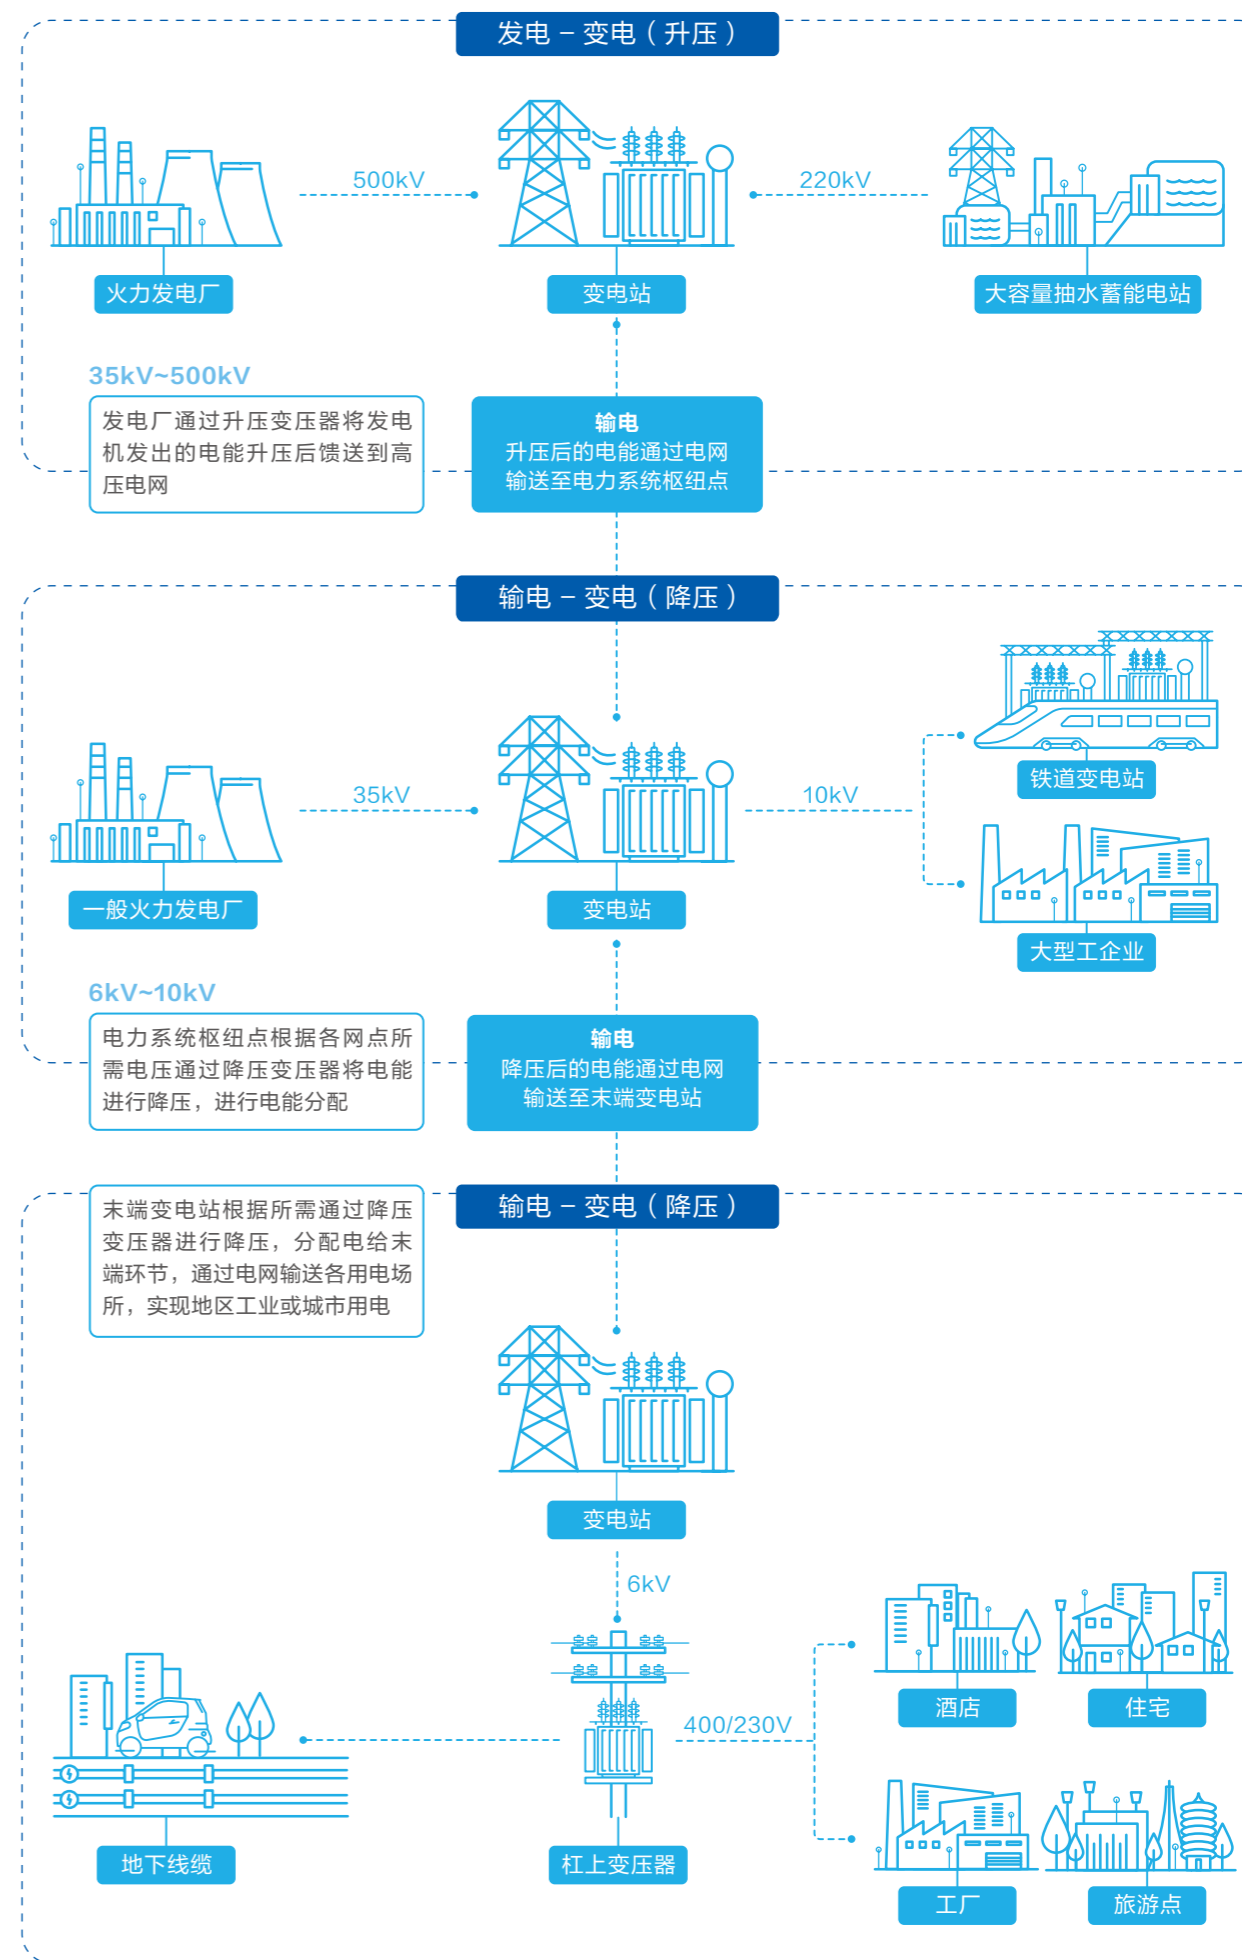 发电 – 变电（升压）
500kV
220kV
火力发电厂
变电站
大容量抽水蓄能电站
35kV~500kV
发电厂通过升压变压器将发电
机发出的电能升压后馈送到高
压电网
输电
升压后的电能通过电网
输送至电力系统枢纽点
输电 – 变电（降压）
35kV
10kV
铁道变电站
一般火力发电厂
变电站
大型工企业
6kV~10kV
电力系统枢纽点根据各网点所
需电压通过降压变压器将电能
进行降压，进行电能分配
输电
降压后的电能通过电网
输送至末端变电站
输电 – 变电（降压）
末端变电站根据所需通过降压
变压器进行降压，分配电给末
端环节，通过电网输送各用电场
所，实现地区工业或城市用电
变电站
6kV
400/230V
酒店
住宅
地下线缆
杠上变压器
工厂
旅游点